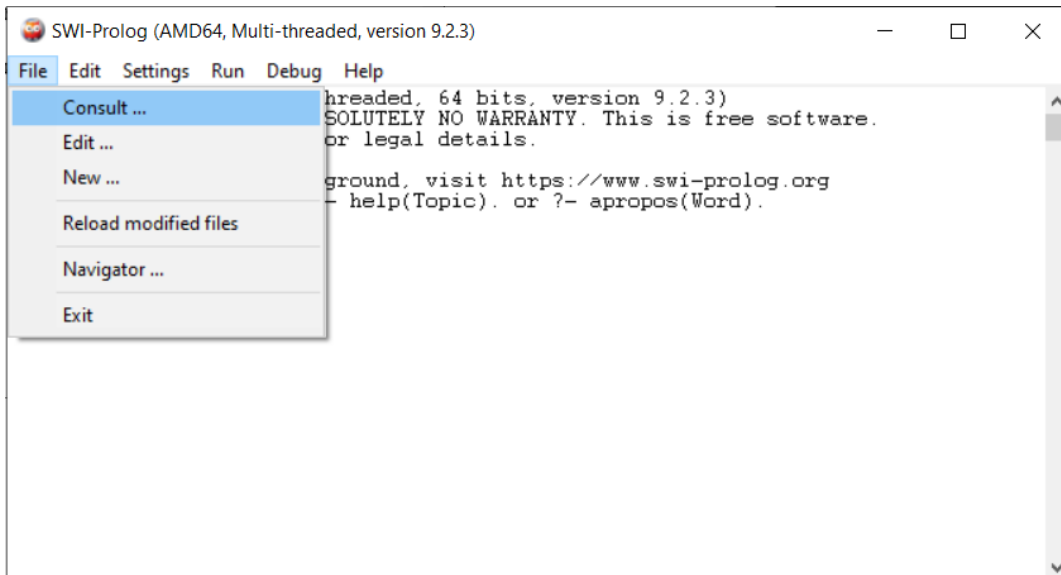 SWI-Prolog (AMD64, Multi-threaded, version 9.2.3)
File Edit Settings Run Debug Help
Consult ...
Edit ...
New ...
Reload modified files
Navigator ...
Exit
hreaded, 64 bits, version 9.2.3)
SOLUTELY NO WARRANTY. This is free software.
or legal details.
ground, visit https://www.swi-prolog.org
- help(Topic). or ?- apropos(Word).